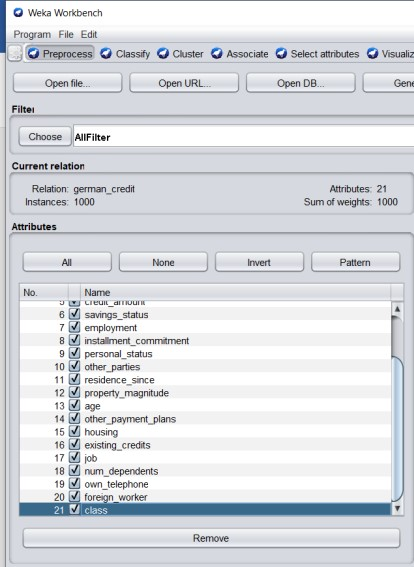 Weka Workbench
Program File Edit
Preprocess Classify Cluster Associate Select attributes Visualiz
Open file... Open URL... Open DB... Gene
Filter
Choose AllFilter
Current relation
Relation: german_credit Attributes: 21
Instances: 1000 Sum of weights: 1000
Attributes
All None Invert Pattern
No. Name
5 credit_amount
6 savings_status
7 employment
8 installment_commitment
9 personal_status
10 other_parties
11 residence_since
12 property_magnitude
13 age
14 other_payment_plans
15 housing
16 existing_credits
17 job
18 num_dependents
19 own_telephone
20 foreign_worker
21 class
Remove